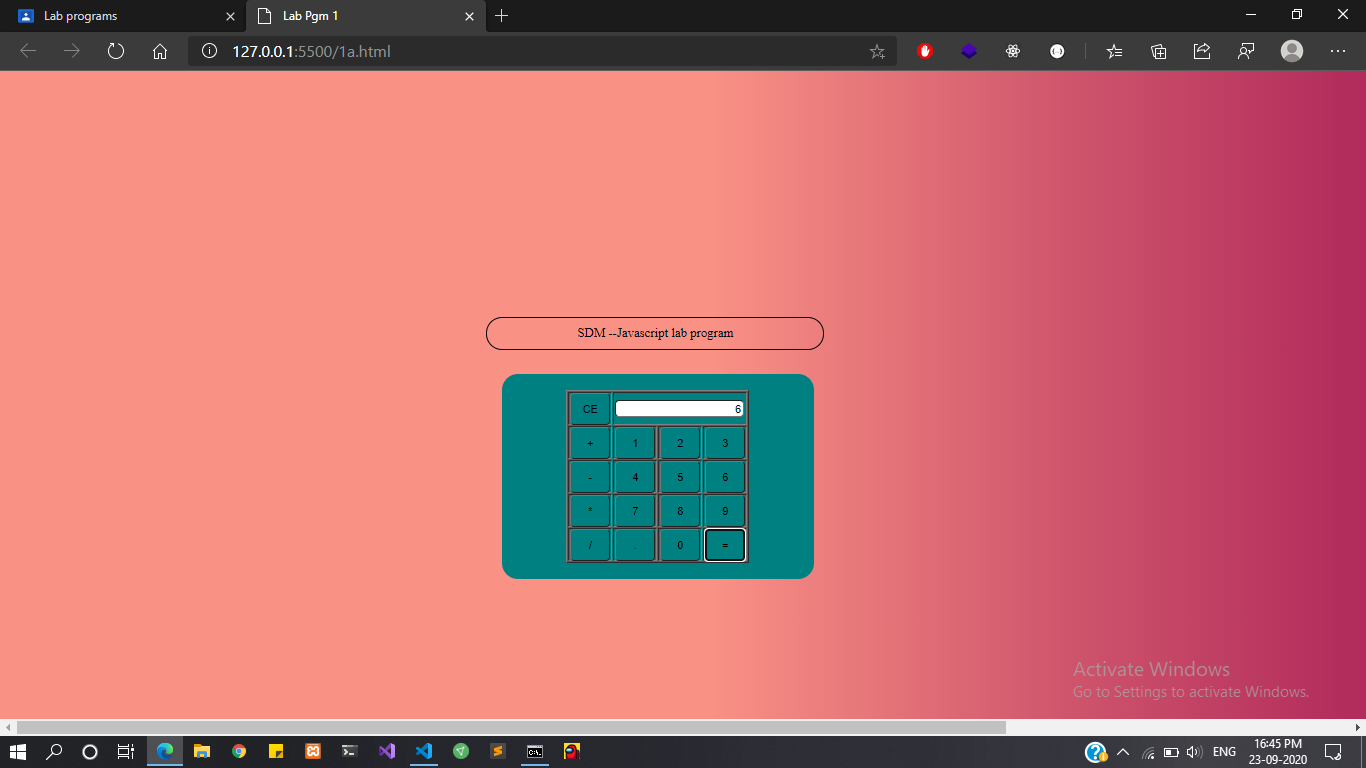 Lab programs
Lab Pgm 1
127.0.0.1:5500/1a.html
SDM --Javascript lab program
CE 6
+ 1 2 3
- 4 5 6
* 7 8 9
/ . 0 =
Activate Windows
Go to Settings to activate Windows.
C:\.
ENG
16:45 PM
23-09-2020